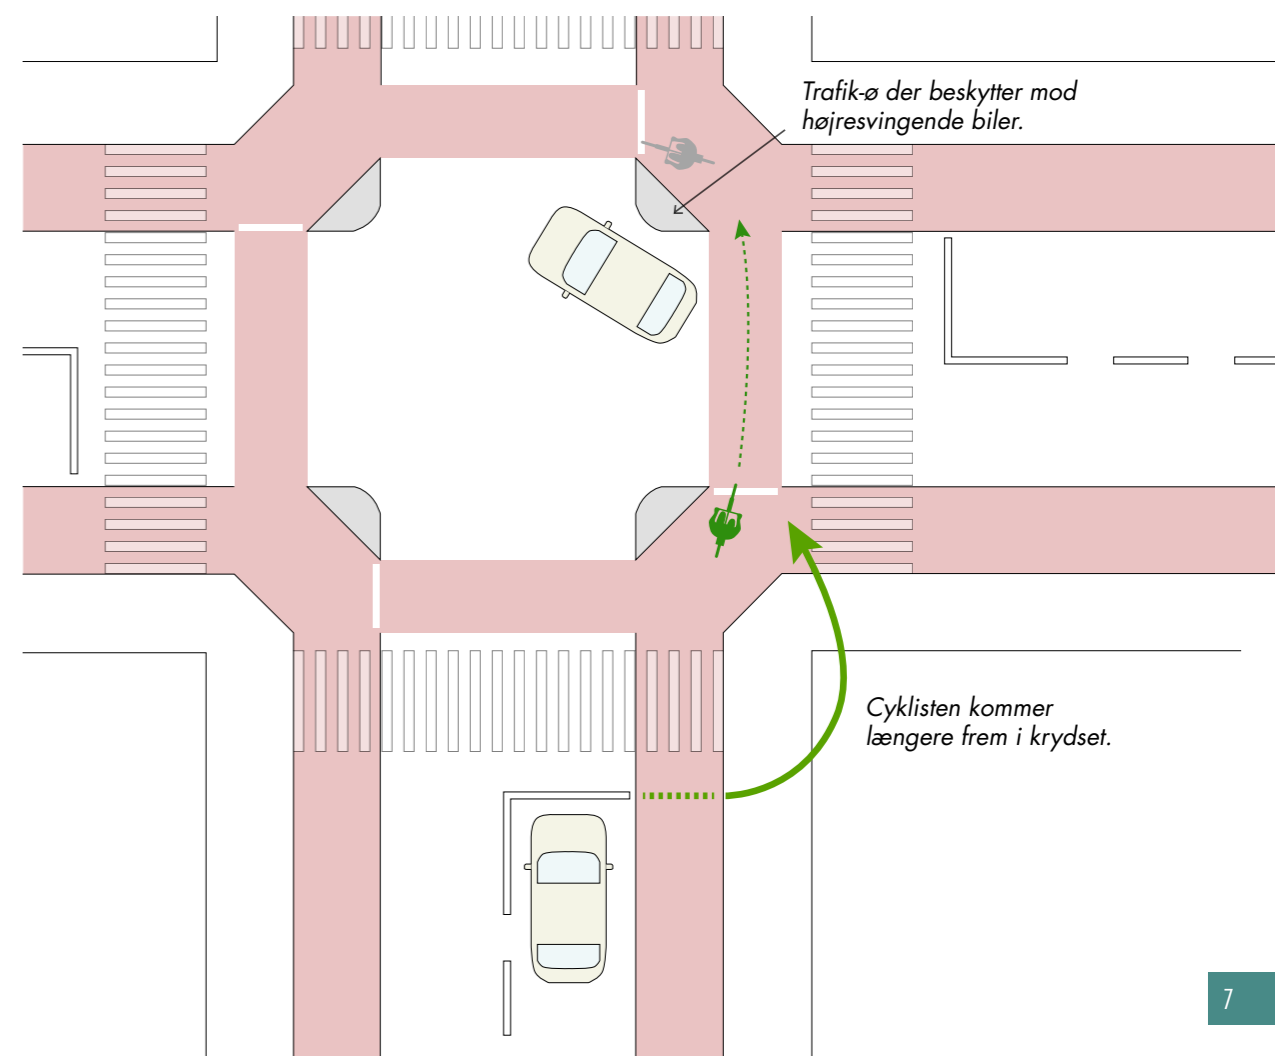 Trafik-ø der beskytter mod
højresvingende biler.
Cyklisten kommer
længere frem i krydset.
7